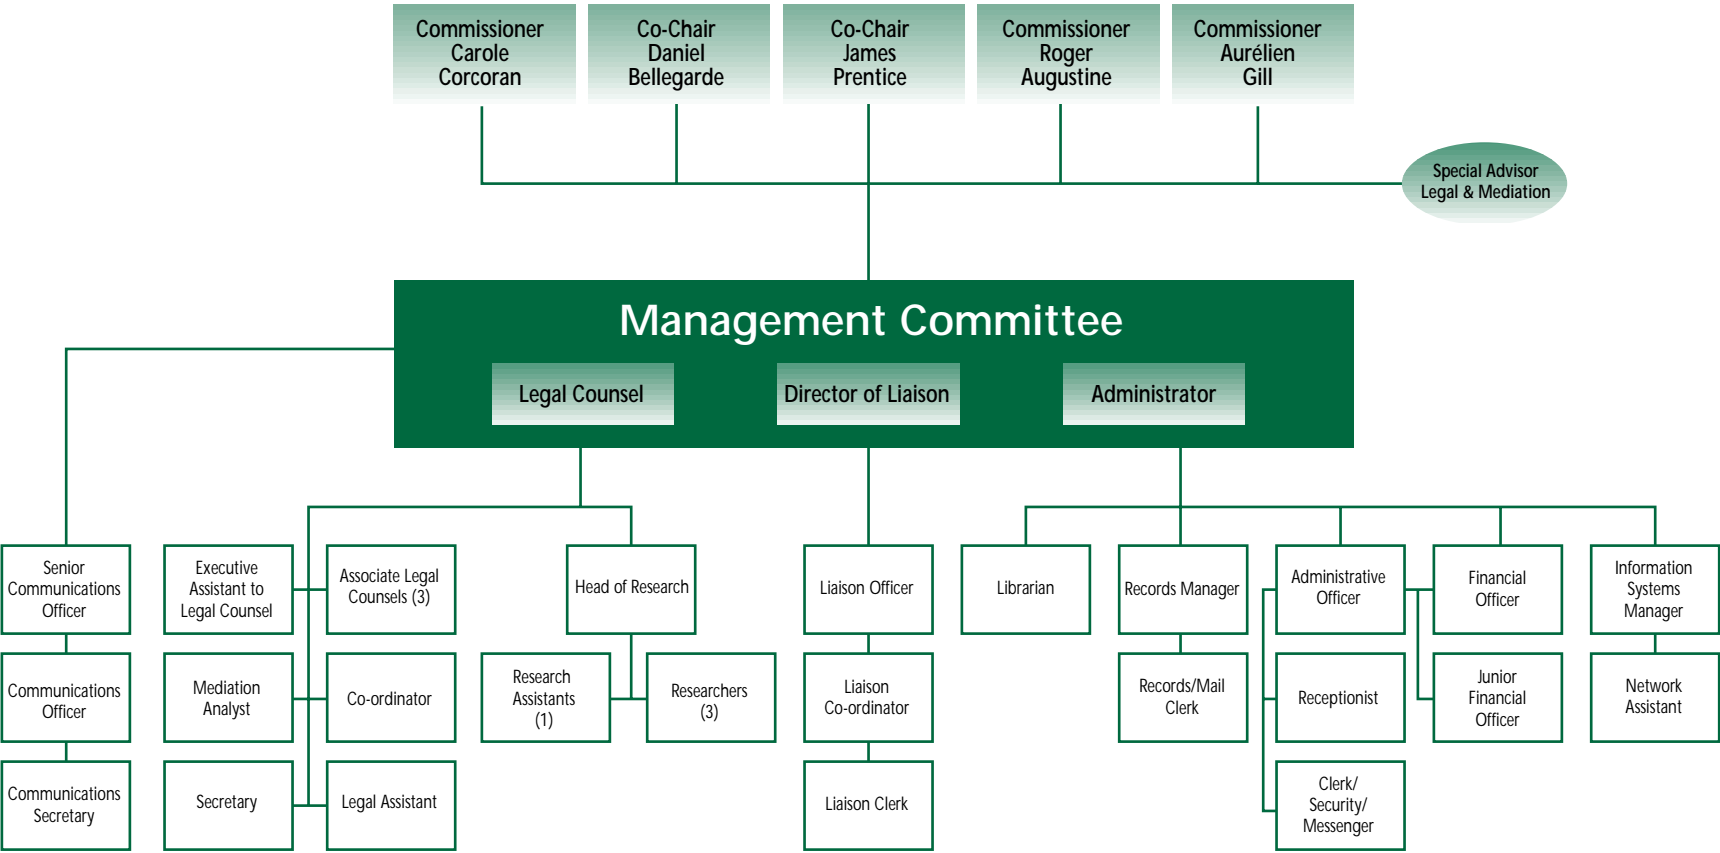 Commissioner
Carole
Corcoran
Co-Chair
Daniel
Bellegarde
Co-Chair
James
Prentice
Commissioner
Roger
Augustine
Commissioner
Aurélien
Gill
Special Advisor
Legal & Mediation
Management Committee
Legal Counsel
Director of Liaison
Administrator
Senior
Communications
Officer
Executive
Assistant to
Legal Counsel
Associate Legal
Counsels (3)
Head of Research
Liaison Officer
Librarian
Records Manager
Administrative
Officer
Financial
Officer
Information
Systems
Manager
Communications
Officer
Mediation
Analyst
Co-ordinator
Research
Assistants
(1)
Researchers
(3)
Liaison
Co-ordinator
Records/Mail
Clerk
Receptionist
Junior
Financial
Officer
Network
Assistant
Communications
Secretary
Secretary
Legal Assistant
Liaison Clerk
Clerk/
Security/
Messenger